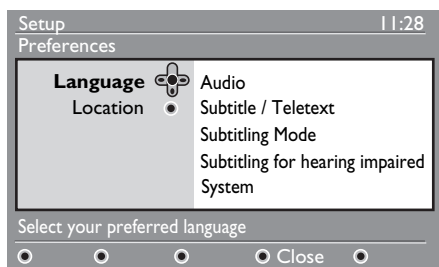 Setup 11:28
Preferences
Language Audio
Location Subtitle / Teletext
Subtitling Mode
Subtitling for hearing impaired
System
Select your preferred language
Close